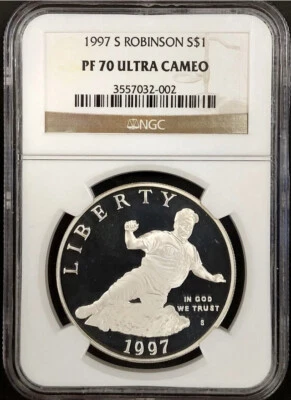 1997 S ROBINSON S$1
PF 70 ULTRA CAMEO
3557032-002
NGC
LIBERTY
IN GOD
WE TRUST
S
1997